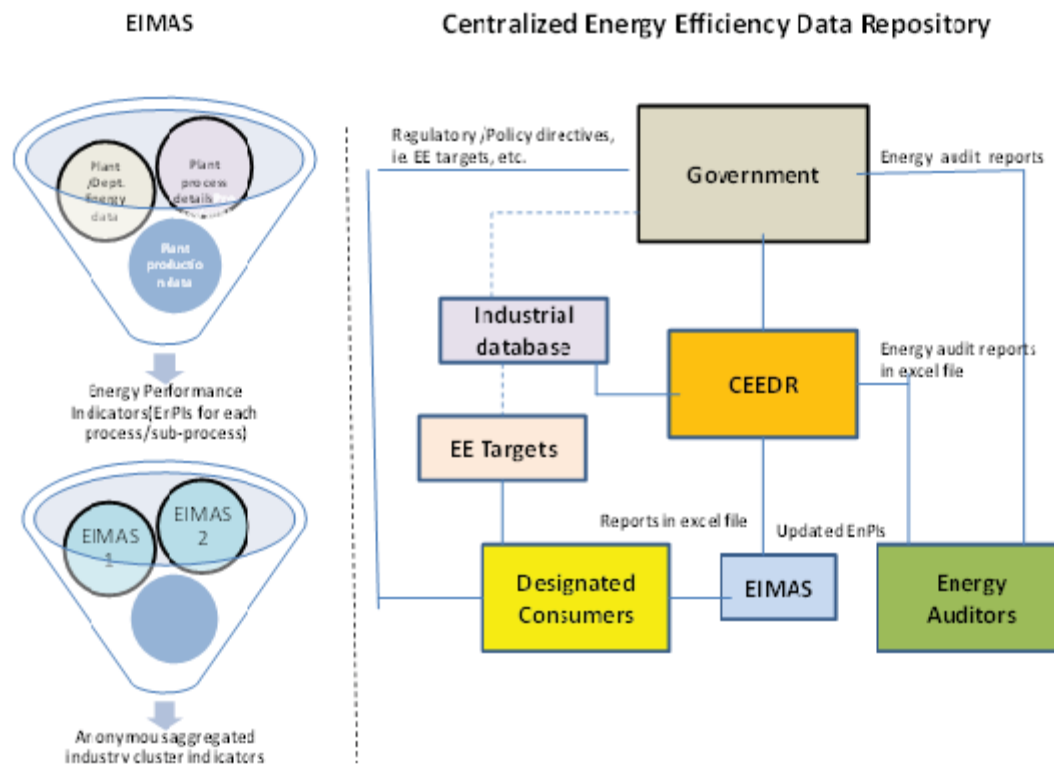 EIMAS
Centralized Energy Efficiency Data Repository
Plant
/Dept.
Energy
data
Plant
process
details
Plant
productio
n data
Energy Performance
Indicators(EnPIs for each
process/sub-process)
EIMAS
1
EIMAS
2
Anonymou saggregated
industry cluster indicators
Regulatory /Policy directives,
ie. EE targets, etc.
Government
Energy audit reports
Industrial
database
CEEDR
Energy audit reports
in excel file
EE Targets
Reports in excel file
Updated EnPIs
Designated
Consumers
EIMAS
Energy
Auditors